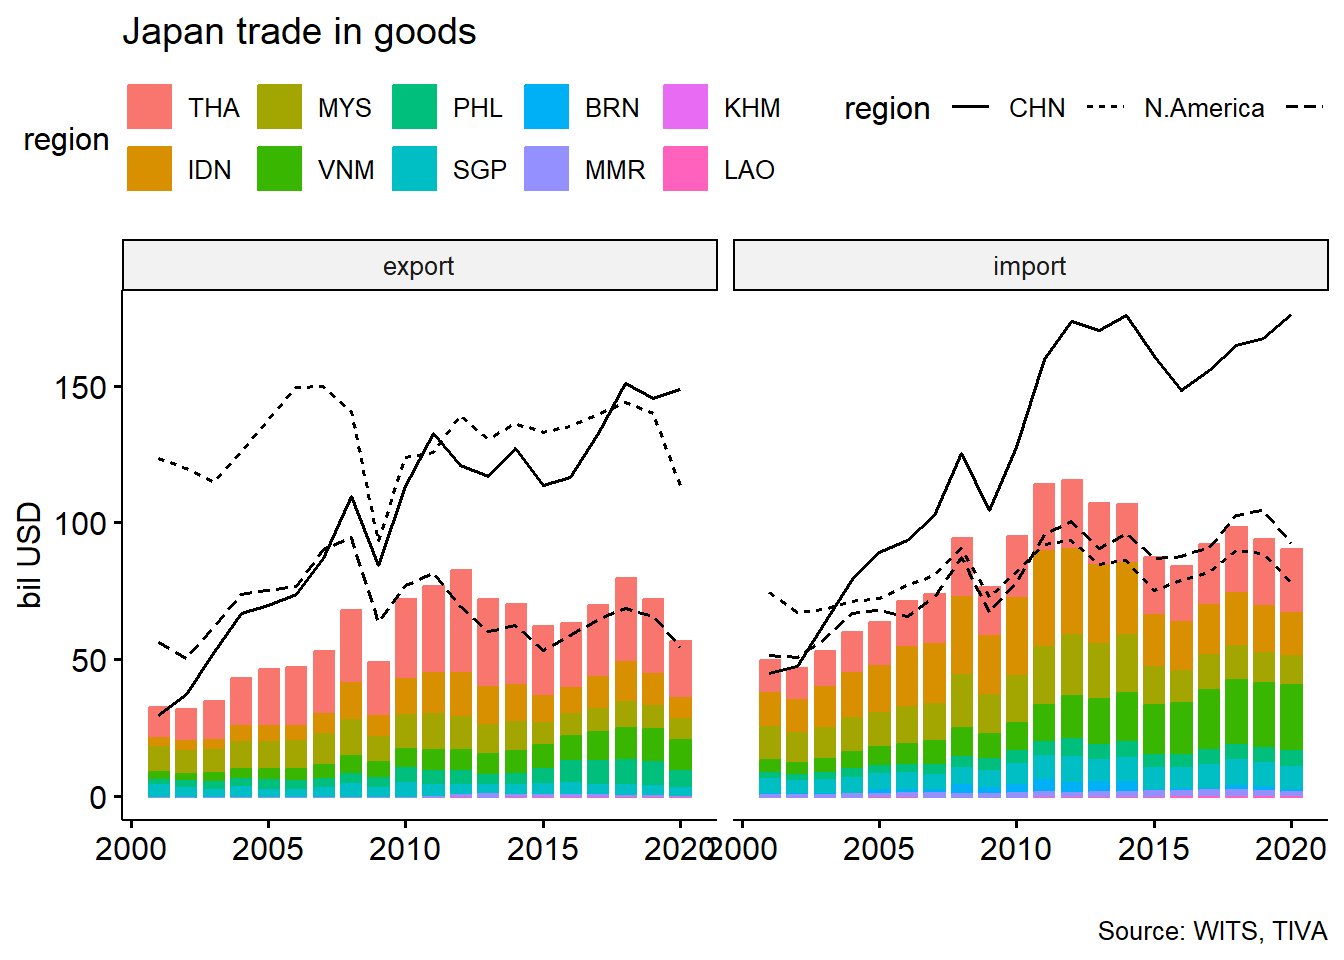 Japan trade in goods
region THA MYS PHL BRN KHM
IDN VNM SGP MMR LAO
region CHN N.America
export import
bil USD
150
100
50
0
2000 2005 2010 2015 2020 2000 2005 2010 2015 2020
Source: WITS, TIVA